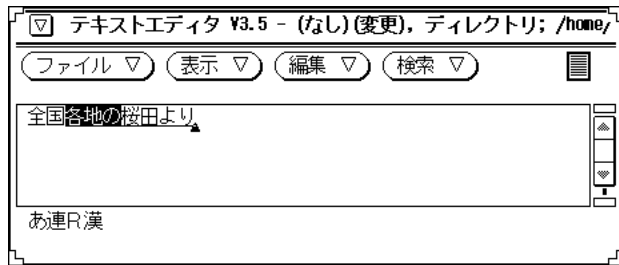 テキストエディタ V3.5 - (なし)(変更), ディレクトリ; /home/
ファイル ▽ 表示 ▽ 編集 ▽ 検索 ▽
全国各地の桜田より
あ連R漢